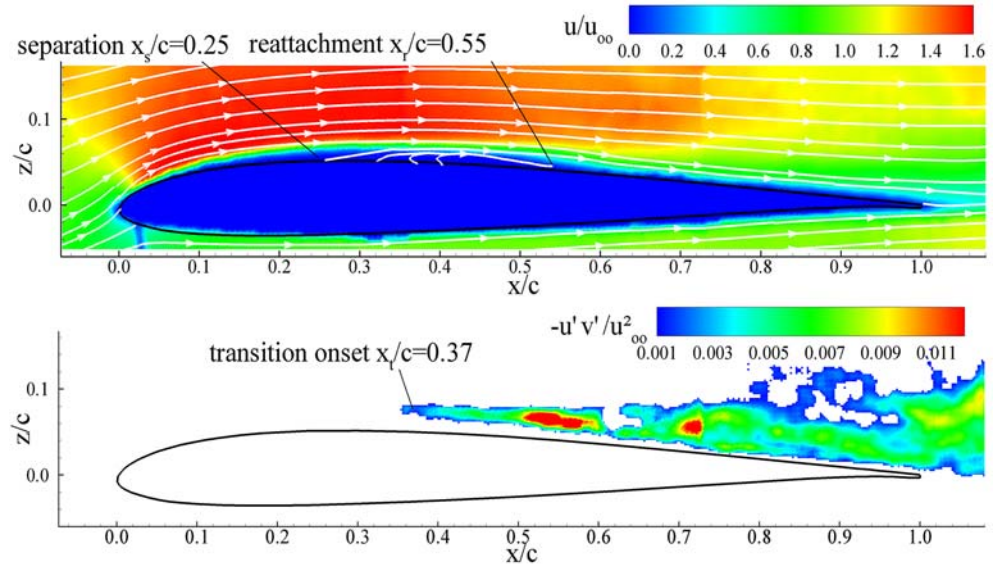 u/u∞
0.0 0.2 0.4 0.6 0.8 1.0 1.2 1.4 1.6
separation xs/c=0.25 reattachment xr/c=0.55
z/c
0.1
0.0
0.0 0.1 0.2 0.3 0.4 0.5 0.6 0.7 0.8 0.9 1.0
x/c
-u'v'/u²∞
0.001 0.003 0.005 0.007 0.009 0.011
transition onset xt/c=0.37
z/c
0.1
0.0
0.0 0.1 0.2 0.3 0.4 0.5 0.6 0.7 0.8 0.9 1.0
x/c